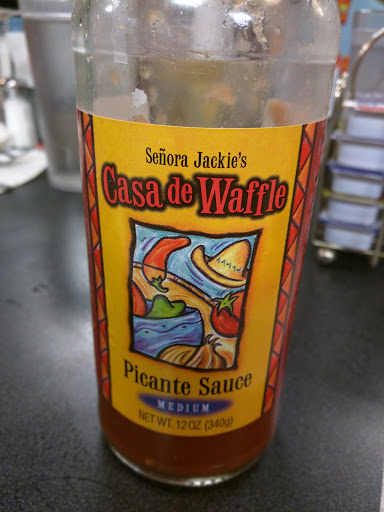 Señora Jackie's
Casa de Waffle
Picante Sauce
MEDIUM
NET WT. 12 OZ. (340g)